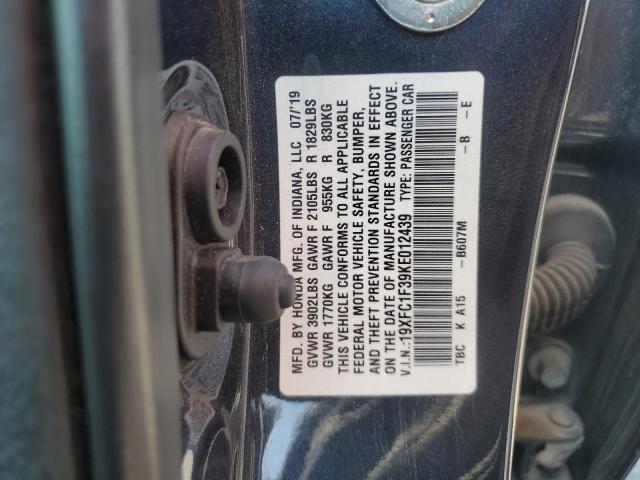 MFD. BY HONDA MFG. OF INDIANA, LLC 07/'19
GVWR 3902LBS GAWR F 2105LBS R 1829LBS
GVWR 1770KG GAWR F 955KG R 830KG
THIS VEHICLE CONFORMS TO ALL APPLICABLE
FEDERAL MOTOR VEHICLE SAFETY, BUMPER,
AND THEFT PREVENTION STANDARDS IN EFFECT
ON THE DATE OF MANUFACTURE SHOWN ABOVE.
V.I.N.:19XFC1F39KE012439 TYPE: PASSENGER CAR
TBC K A15 -B607M -B -E